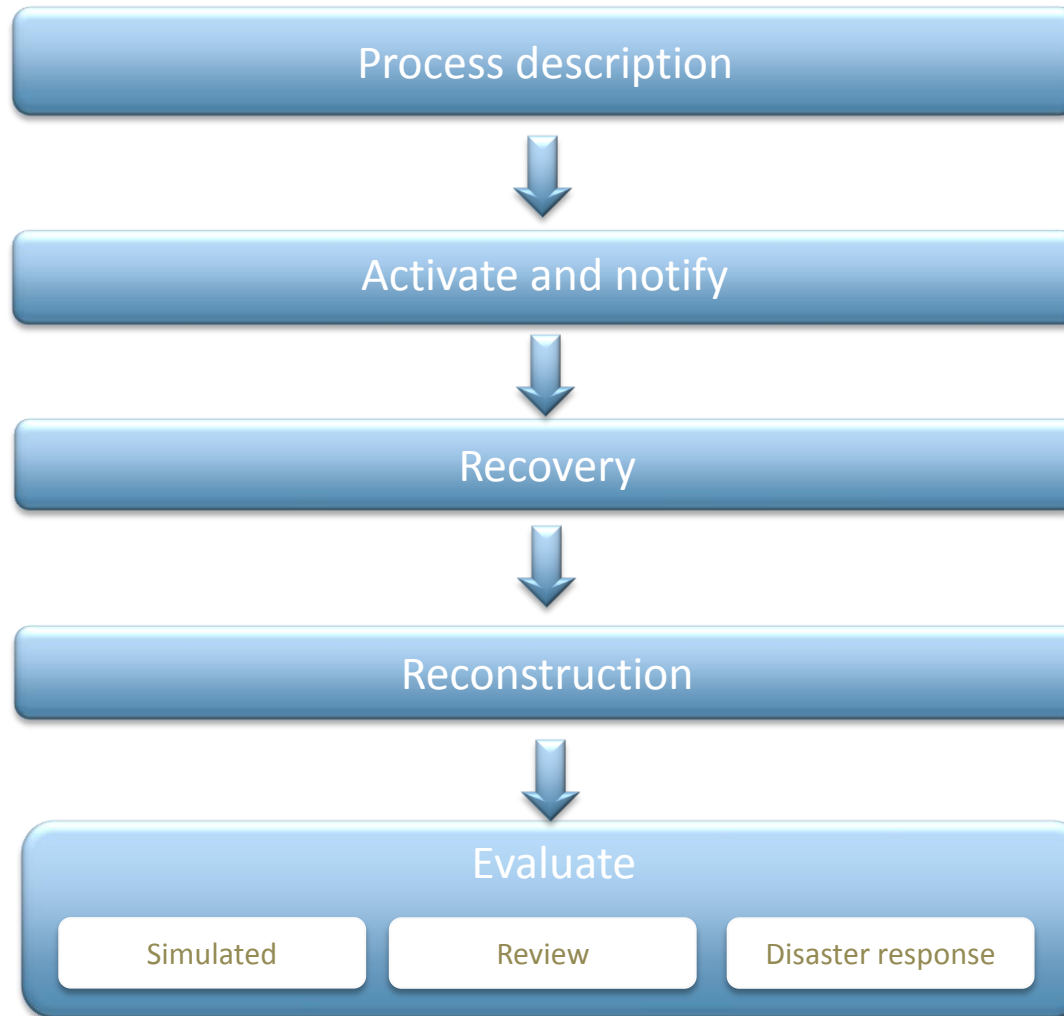 Process description
Activate and notify
Recovery
Reconstruction
Evaluate
Simulated
Review
Disaster response